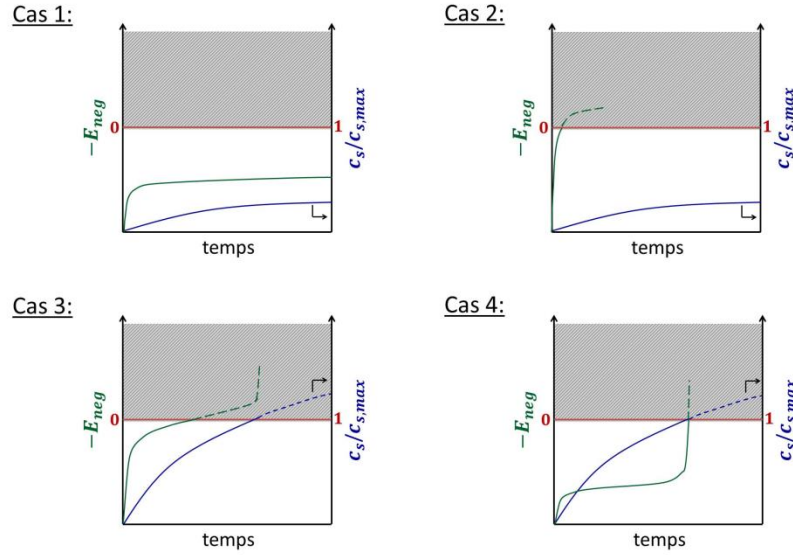 Cas 1:
−E_neg
0
1
c_s/c_s,max
temps
Cas 2:
−E_neg
0
1
c_s/c_s,max
temps
Cas 3:
−E_neg
0
1
c_s/c_s,max
temps
Cas 4:
−E_neg
0
1
c_s/c_s,max
temps